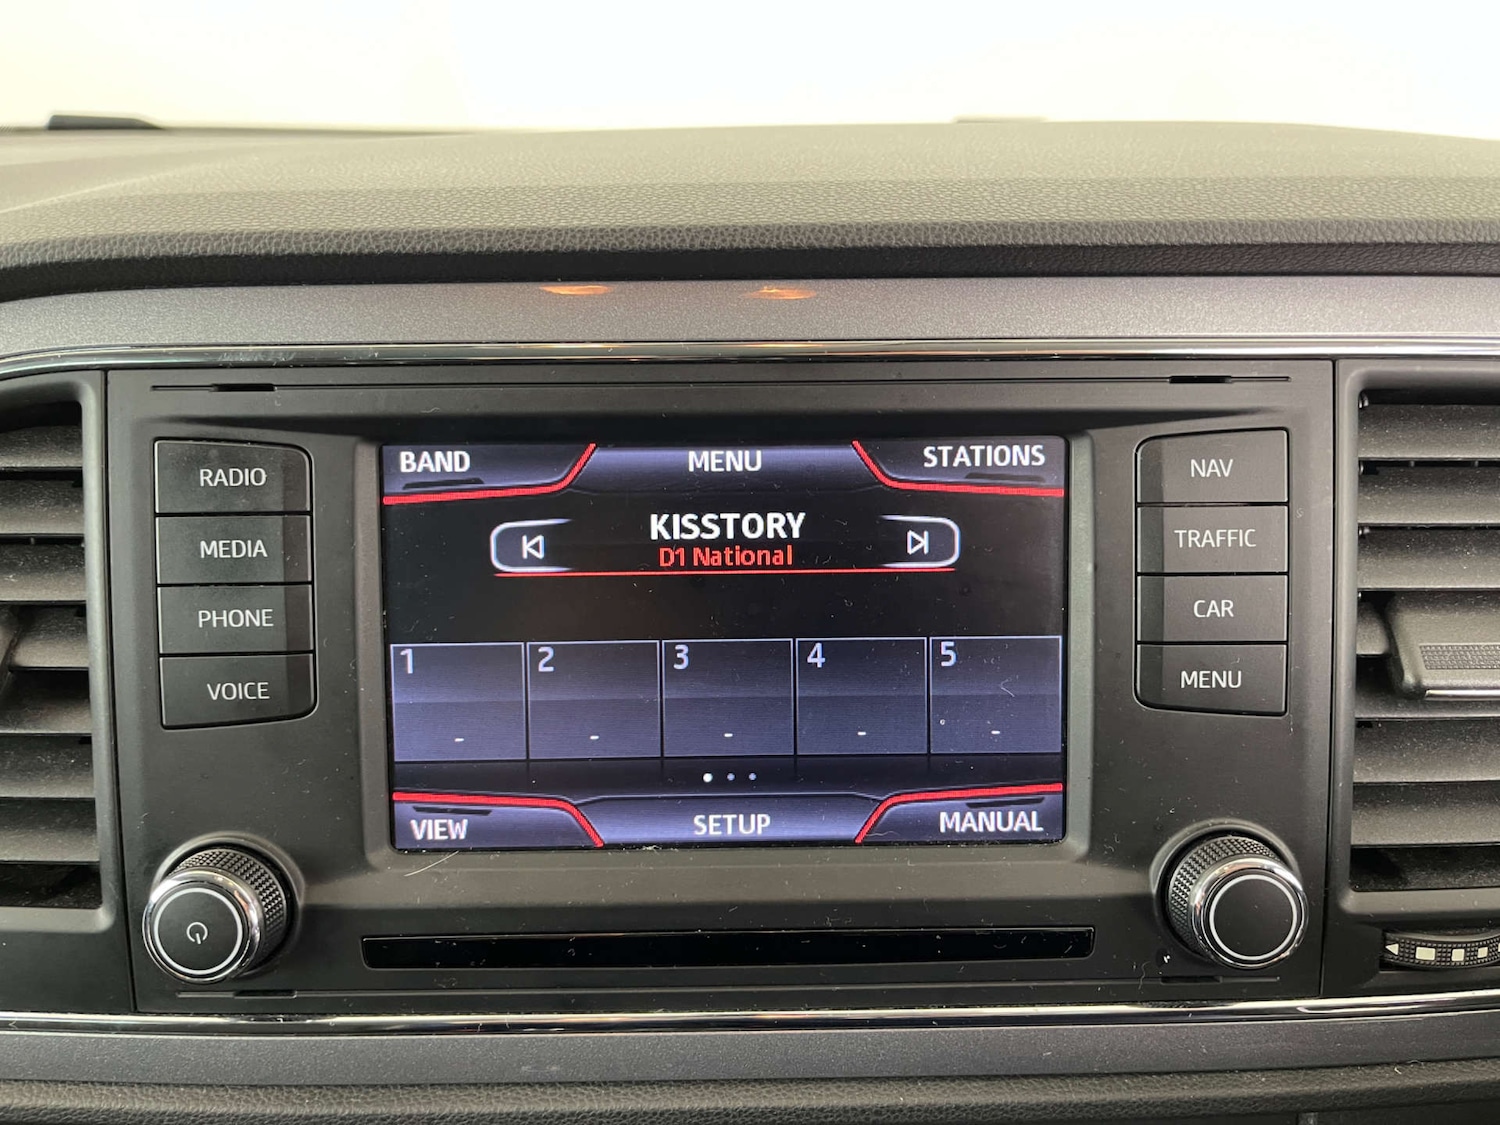 BAND MENU STATIONS
KISSTORY
D1 National
1 2 3 4 5
- - - - -
VIEW SETUP MANUAL
RADIO
MEDIA
PHONE
VOICE
NAV
TRAFFIC
CAR
MENU